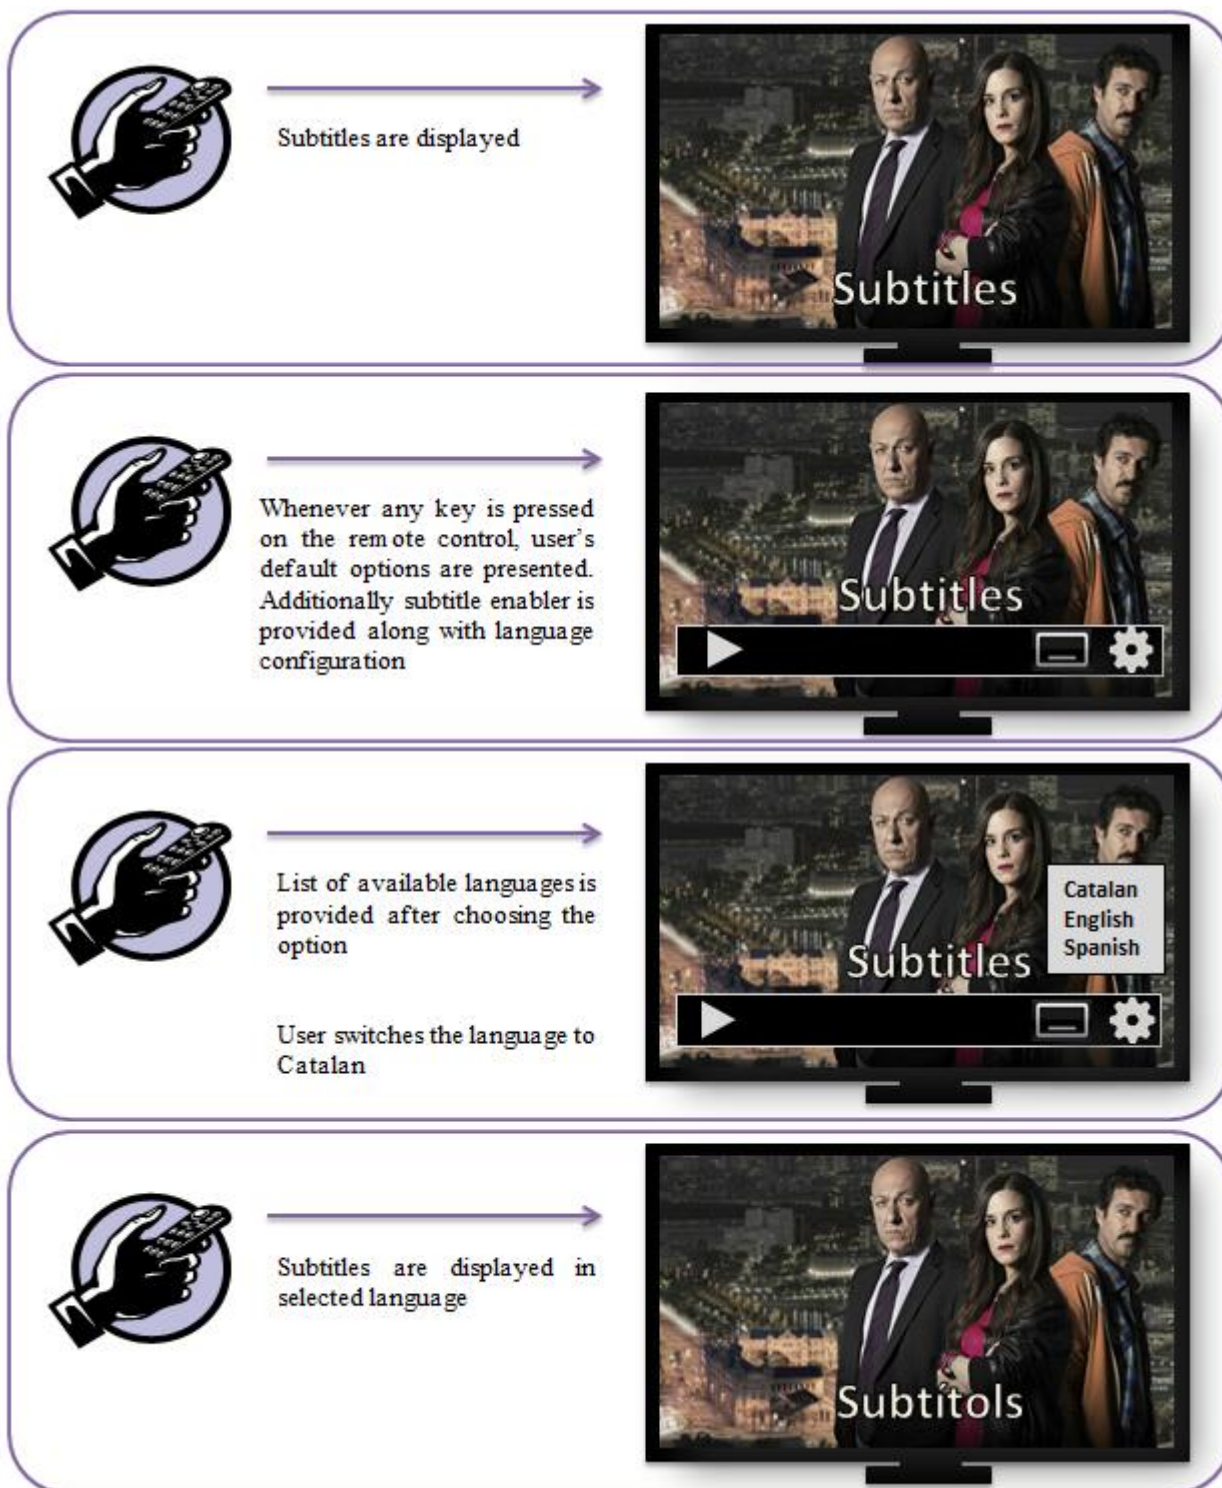 Subtitles are displayed
Subtitles
Whenever any key is pressed
on the remote control, user's
default options are presented.
Additionally subtitle enabler is
provided along with language
configuration
Subtitles
List of available languages is
provided after choosing the
option
User switches the language to
Catalan
Catalan
English
Spanish
Subtitles
Subtitles are displayed in
selected language
Subtítols